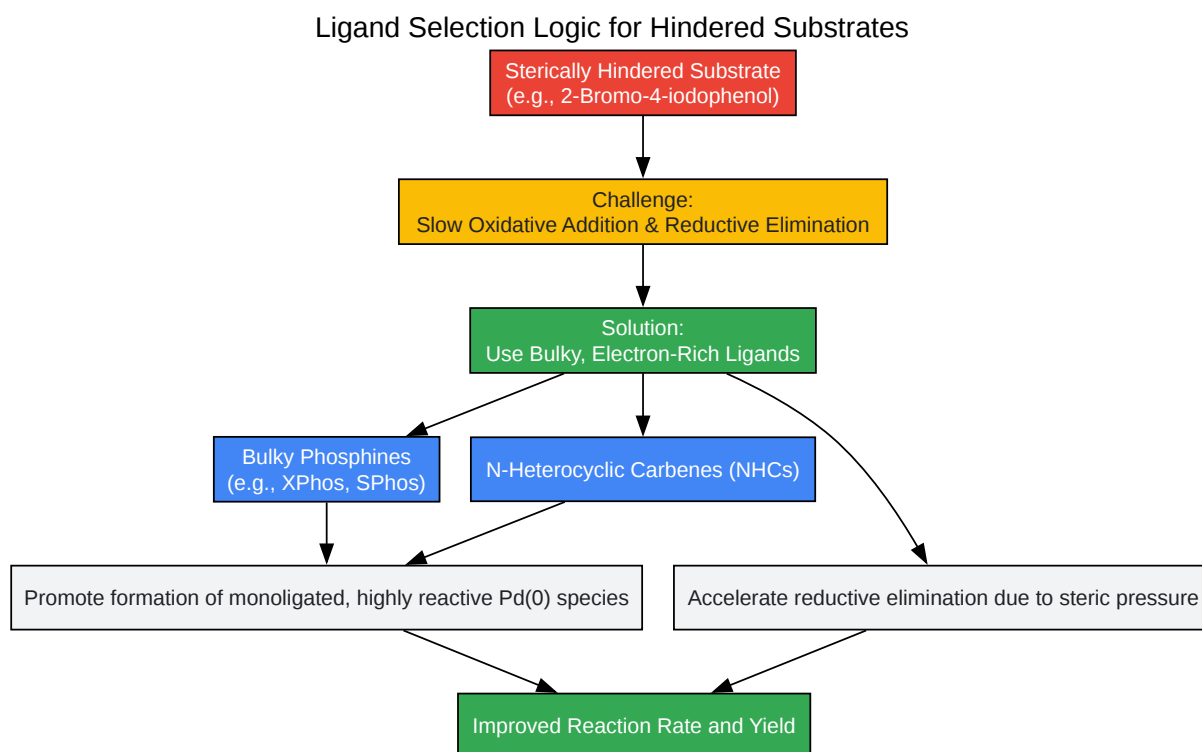 Ligand Selection Logic for Hindered Substrates
Sterically Hindered Substrate
(e.g., 2-Bromo-4-iodophenol)
Challenge:
Slow Oxidative Addition & Reductive Elimination
Solution:
Use Bulky, Electron-Rich Ligands
Bulky Phosphines
(e.g., XPhos, SPhos)
N-Heterocyclic Carbenes (NHCs)
Promote formation of monoligated, highly reactive Pd(0) species
Accelerate reductive elimination due to steric pressure
Improved Reaction Rate and Yield